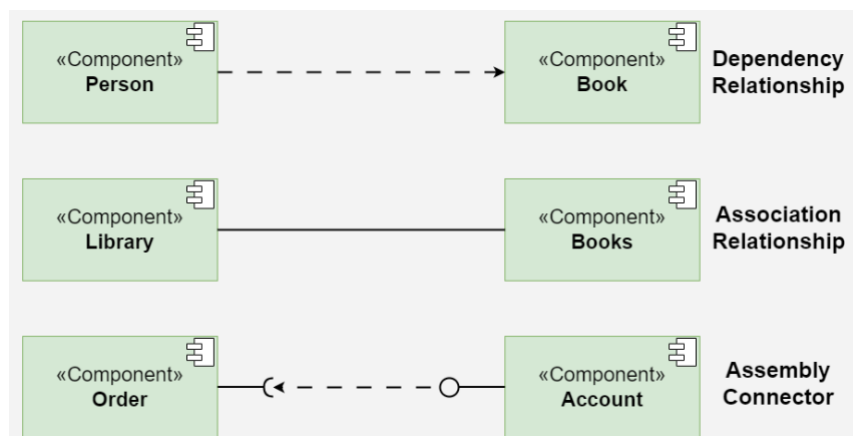 «Component»
Person
«Component»
Book
Dependency
Relationship
«Component»
Library
«Component»
Books
Association
Relationship
«Component»
Order
«Component»
Account
Assembly
Connector